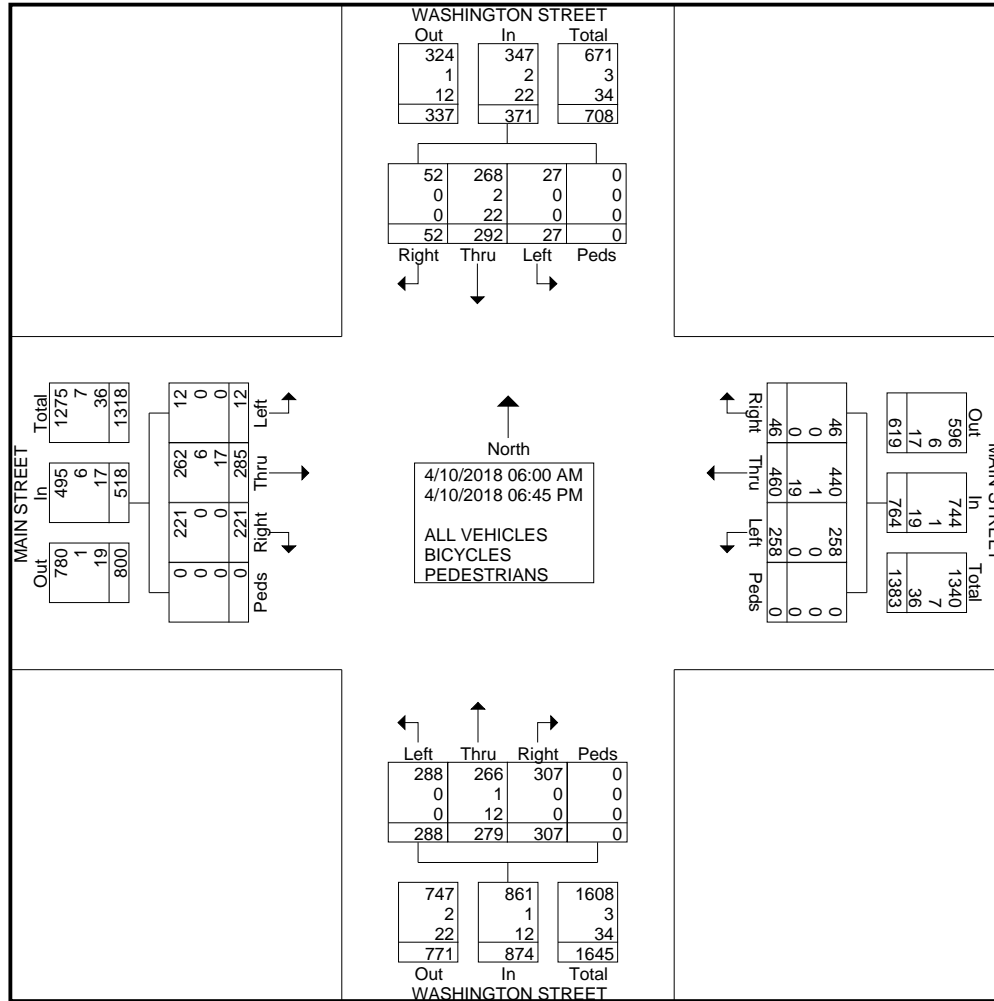 WASHINGTON STREET
Out In Total
324 347 671
1 2 3
12 22 34
337 371 708
52 268 27 0
0 2 0 0
0 22 0 0
52 292 27 0
Right Thru Left Peds
MAIN STREET
Total In Out
1275 495 780
7 6 1
36 17 19
1318 518 800
12 262 221 0
0 6 0 0
0 17 0 0
12 285 221 0
Left Thru Right Peds
North
4/10/2018 06:00 AM
4/10/2018 06:45 PM
ALL VEHICLES
BICYCLES
PEDESTRIANS
Right Thru Left Peds
46 460 258 0
0 19 0 0
0 1 0 0
46 440 258 0
Out In Total
619 764 1383
17 19 36
6 1 7
596 744 1340
MAIN STREET
Left Thru Right Peds
288 266 307 0
0 1 0 0
0 12 0 0
288 279 307 0
747 861 1608
2 1 3
22 12 34
771 874 1645
Out In Total
WASHINGTON STREET